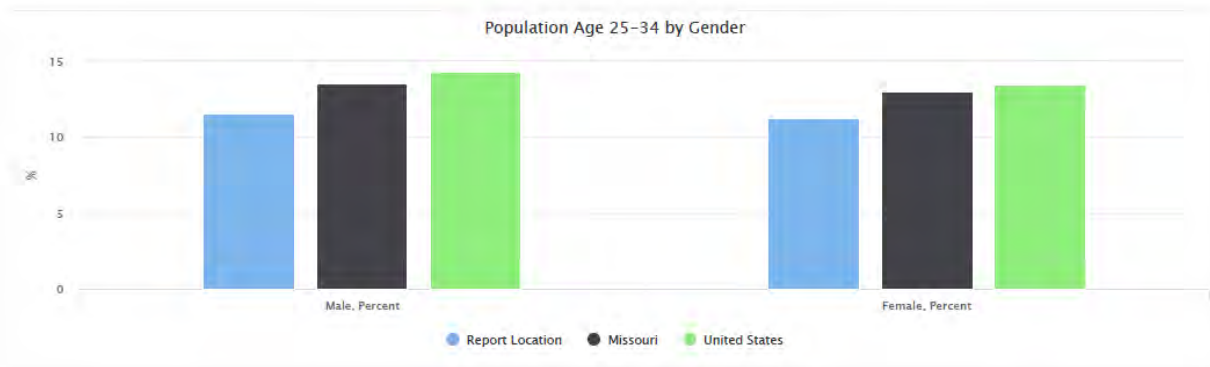 Population Age 25-34 by Gender
15
10
5
0
%
Male, Percent
Female, Percent
Report Location
Missouri
United States